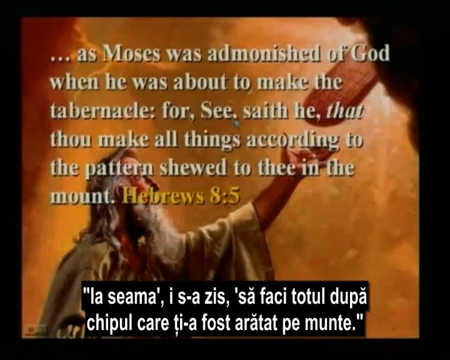 ... as Moses was admonished of God
when he was about to make the
tabernacle: for, See, saith he, that
thou make all things according to
the pattern shewed to thee in the
mount. Hebrews 8:5
"Ia seama', i s-a zis, 'să faci totul după
chipul care ți-a fost arătat pe munte."